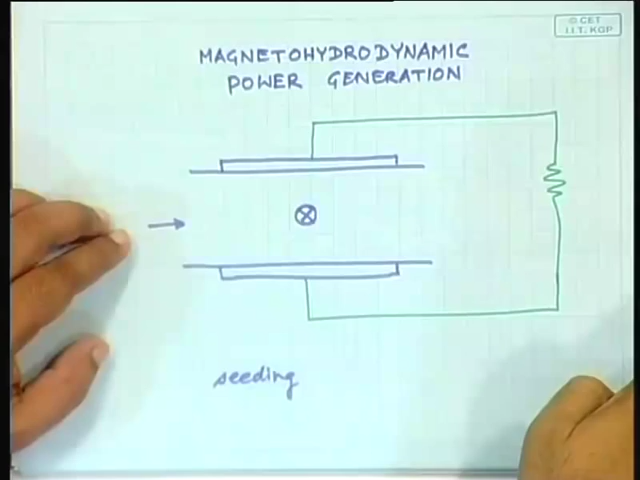 © CET
I.I.T. KGP
MAGNETOHYDRODYNAMIC
POWER GENERATION
seeding